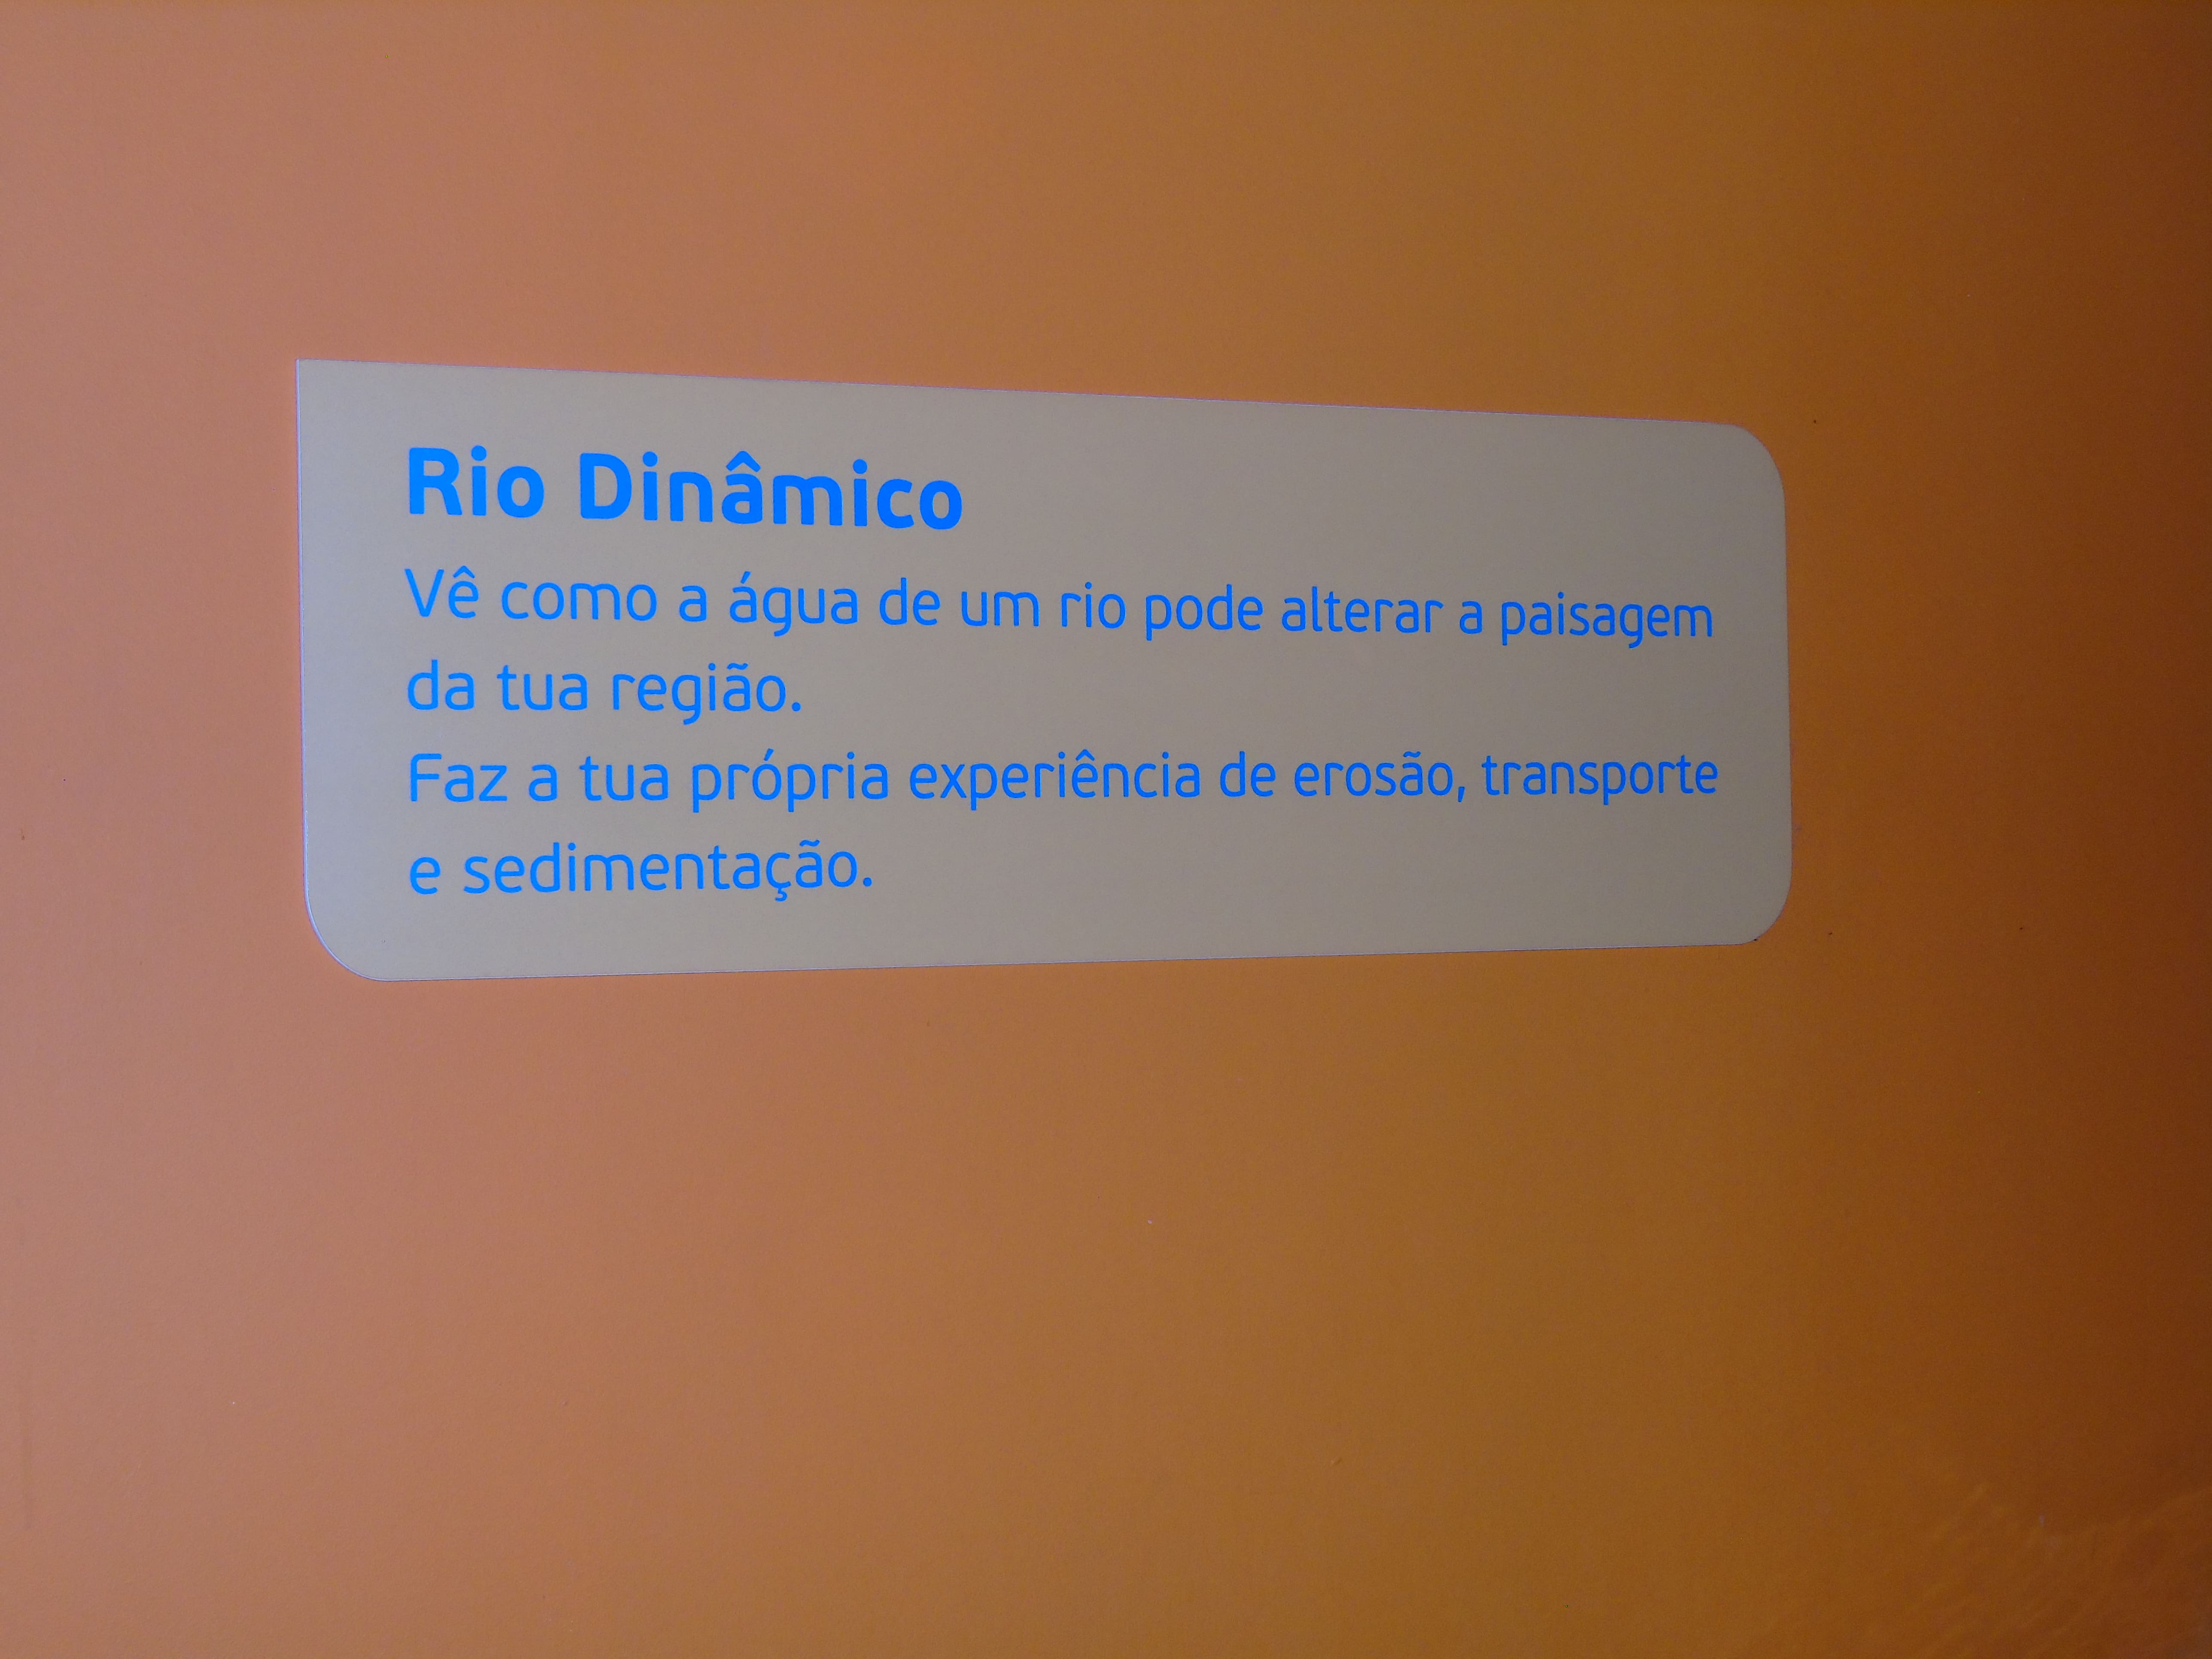 Rio Dinâmico
Vê como a água de um rio pode alterar a paisagem
da tua região.
Faz a tua própria experiência de erosão, transporte
e sedimentação.